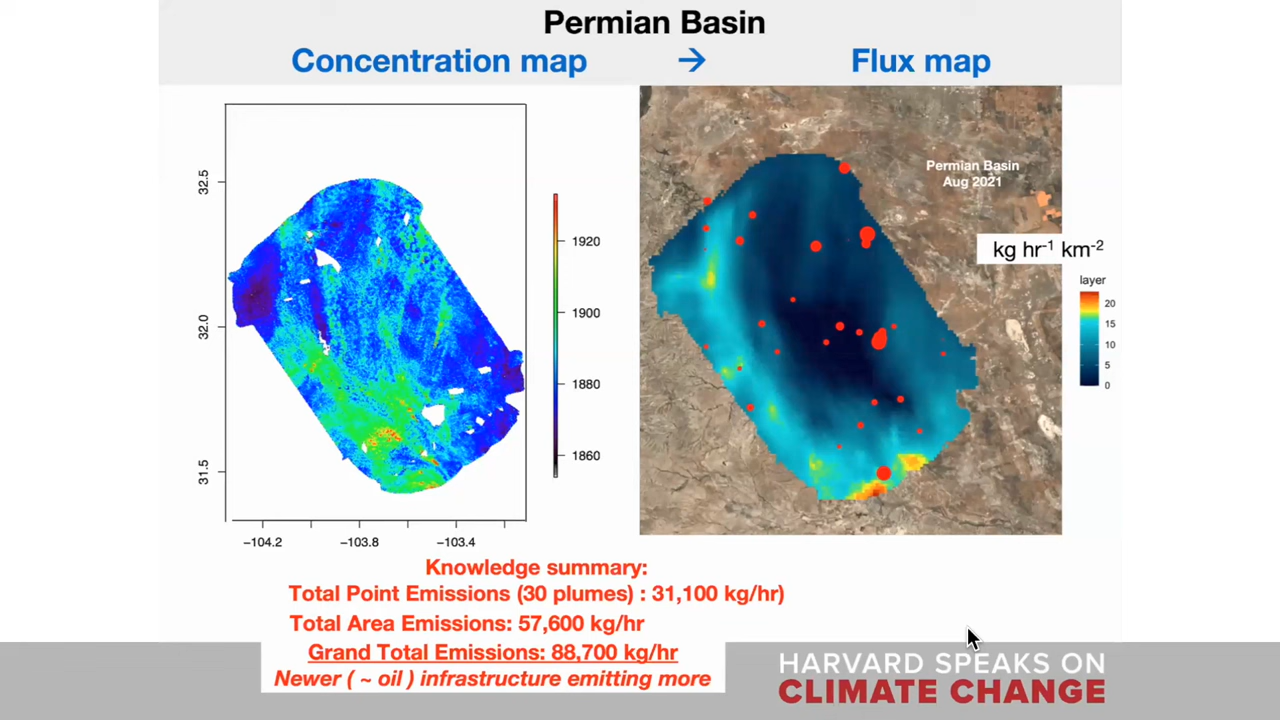 Permian Basin
Concentration map → Flux map
32.5
32.0
31.5
−104.2
−103.8
−103.4
1920
1900
1880
1860
Permian Basin
Aug 2021
kg hr-1 km-2
layer
20
15
10
5
0
Knowledge summary:
Total Point Emissions (30 plumes) : 31,100 kg/hr)
Total Area Emissions: 57,600 kg/hr
Grand Total Emissions: 88,700 kg/hr
Newer ( ~ oil ) infrastructure emitting more
HARVARD SPEAKS ON
CLIMATE CHANGE